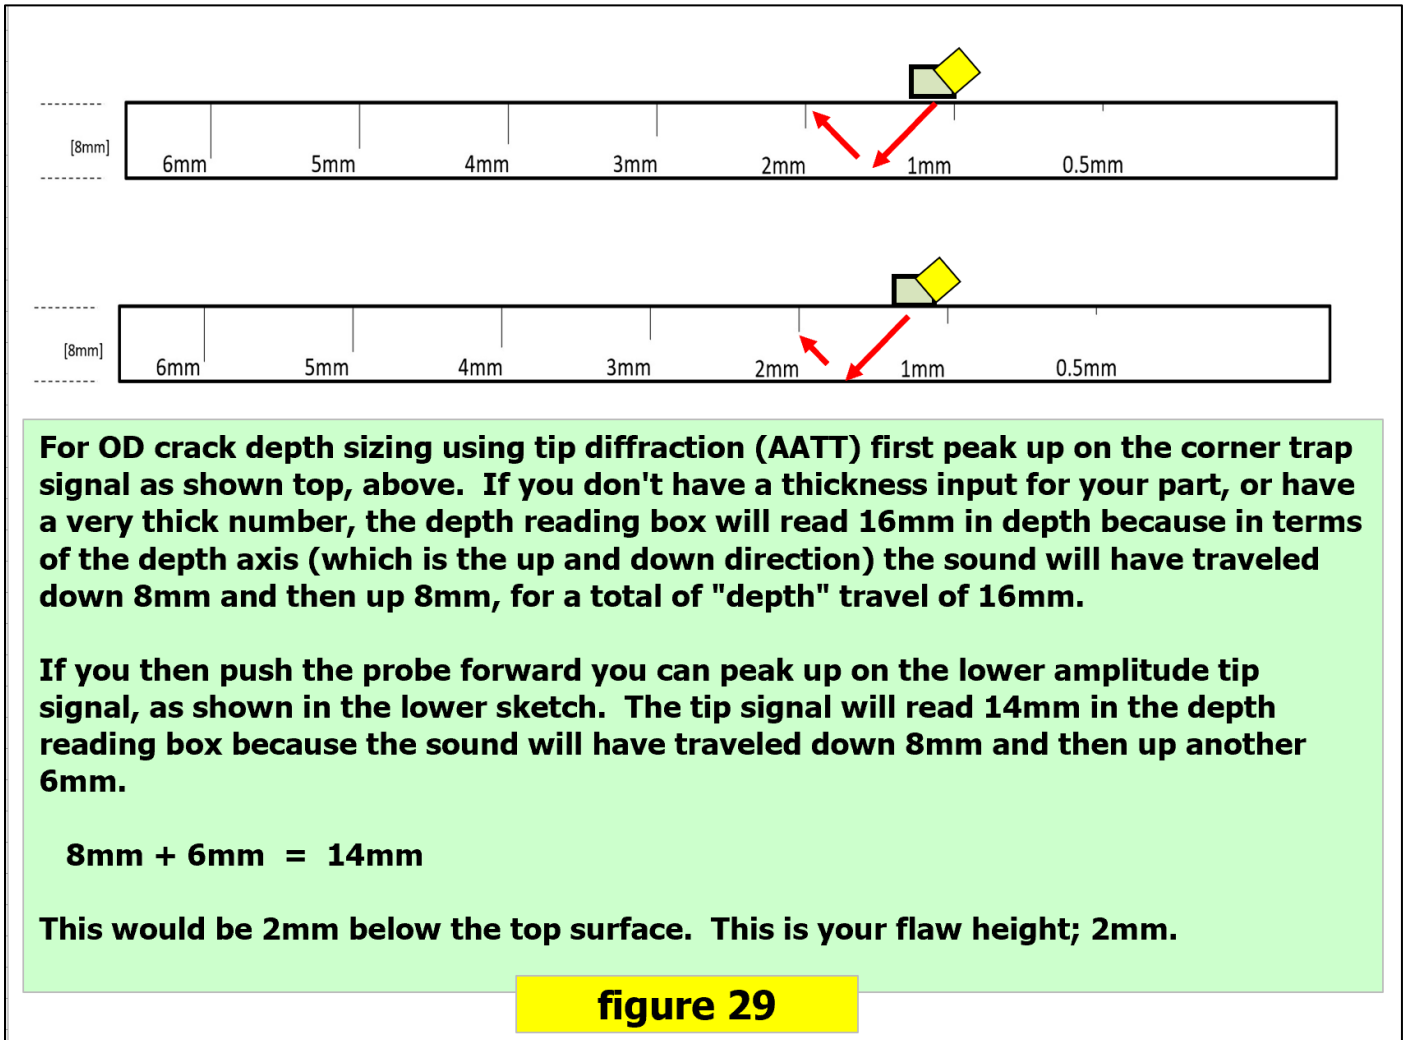 [8mm]
6mm 5mm 4mm 3mm 2mm 1mm 0.5mm
[8mm]
6mm 5mm 4mm 3mm 2mm 1mm 0.5mm
For OD crack depth sizing using tip diffraction (AATT) first peak up on the corner trap
signal as shown top, above.  If you don't have a thickness input for your part, or have
a very thick number, the depth reading box will read 16mm in depth because in terms
of the depth axis (which is the up and down direction) the sound will have traveled
down 8mm and then up 8mm, for a total of "depth" travel of 16mm.
If you then push the probe forward you can peak up on the lower amplitude tip
signal, as shown in the lower sketch.  The tip signal will read 14mm in the depth
reading box because the sound will have traveled down 8mm and then up another
6mm.
8mm + 6mm  =  14mm
This would be 2mm below the top surface.  This is your flaw height; 2mm.
figure 29